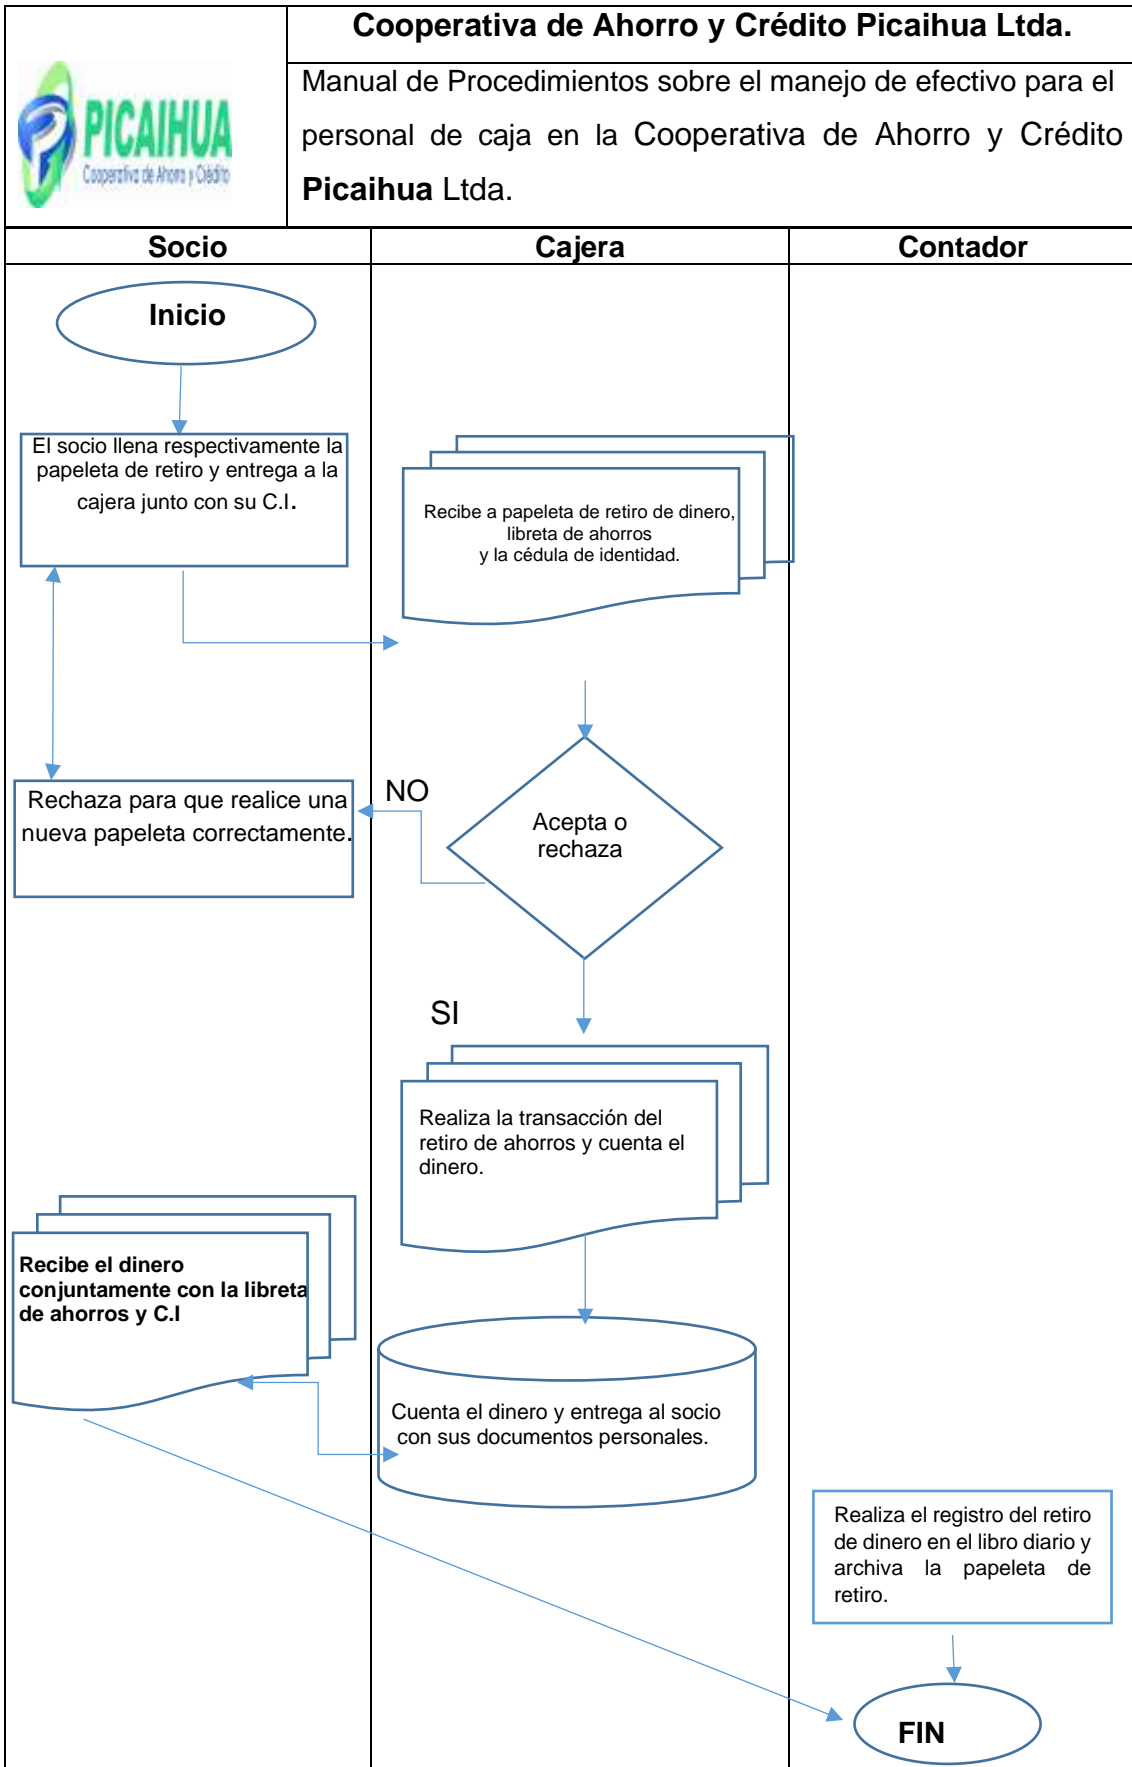 Cooperativa de Ahorro y Crédito Picaihua Ltda.
PICAIHUA
Cooperativa de Ahorro y Crédito
Manual de Procedimientos sobre el manejo de efectivo para el
personal de caja en la Cooperativa de Ahorro y Crédito
Picaihua Ltda.
Socio
Cajera
Contador
Inicio
El socio llena respectivamente la
papeleta de retiro y entrega a la
cajera junto con su C.I.
Recibe a papeleta de retiro de dinero,
libreta de ahorros
y la cédula de identidad.
NO
Rechaza para que realice una
nueva papeleta correctamente.
Acepta o
rechaza
SI
Realiza la transacción del
retiro de ahorros y cuenta el
dinero.
Recibe el dinero
conjuntamente con la libreta
de ahorros y C.I
Cuenta el dinero y entrega al socio
con sus documentos personales.
Realiza el registro del retiro
de dinero en el libro diario y
archiva la papeleta de
retiro.
FIN